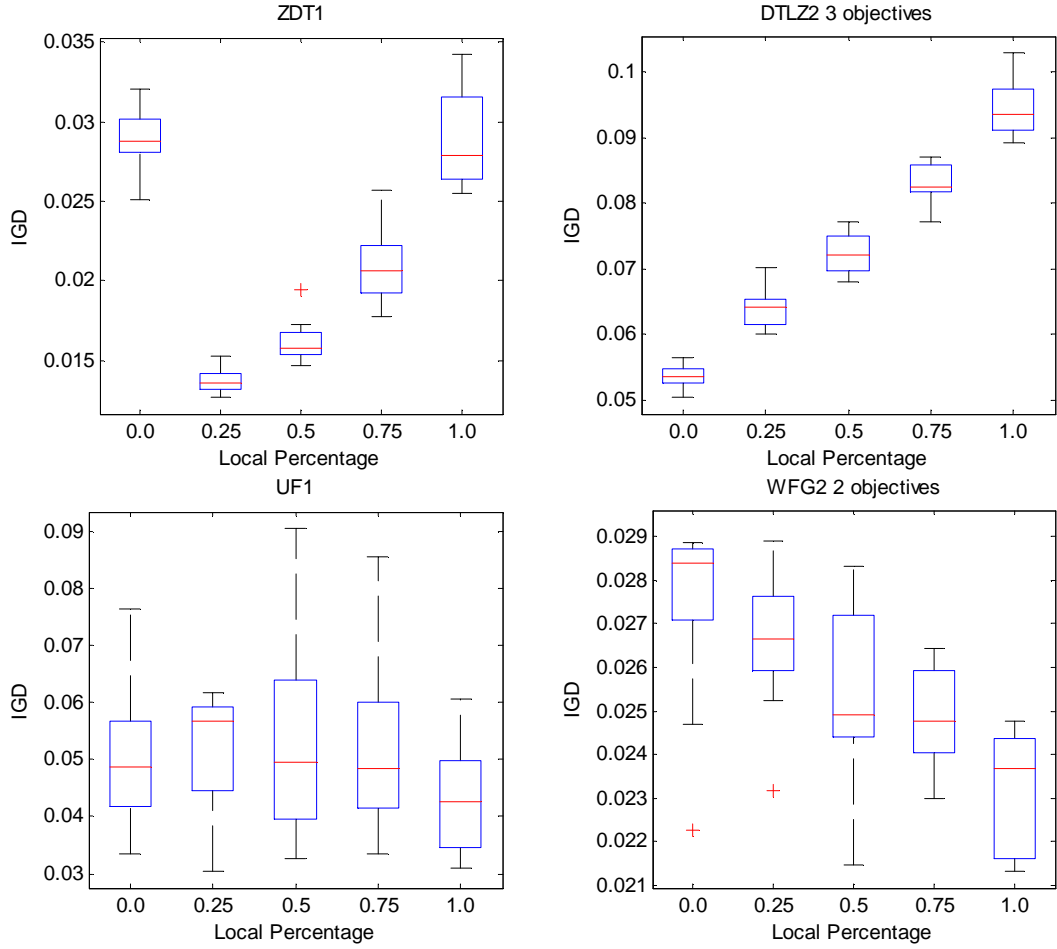 ZDT1
0.035
0.03
0.025
0.02
0.015
IGD
0.0 0.25 0.5 0.75 1.0
Local Percentage
DTLZ2 3 objectives
0.1
0.09
0.08
0.07
0.06
0.05
IGD
0.0 0.25 0.5 0.75 1.0
Local Percentage
UF1
0.09
0.08
0.07
0.06
0.05
0.04
0.03
IGD
0.0 0.25 0.5 0.75 1.0
Local Percentage
WFG2 2 objectives
0.029
0.028
0.027
0.026
0.025
0.024
0.023
0.022
0.021
IGD
0.0 0.25 0.5 0.75 1.0
Local Percentage